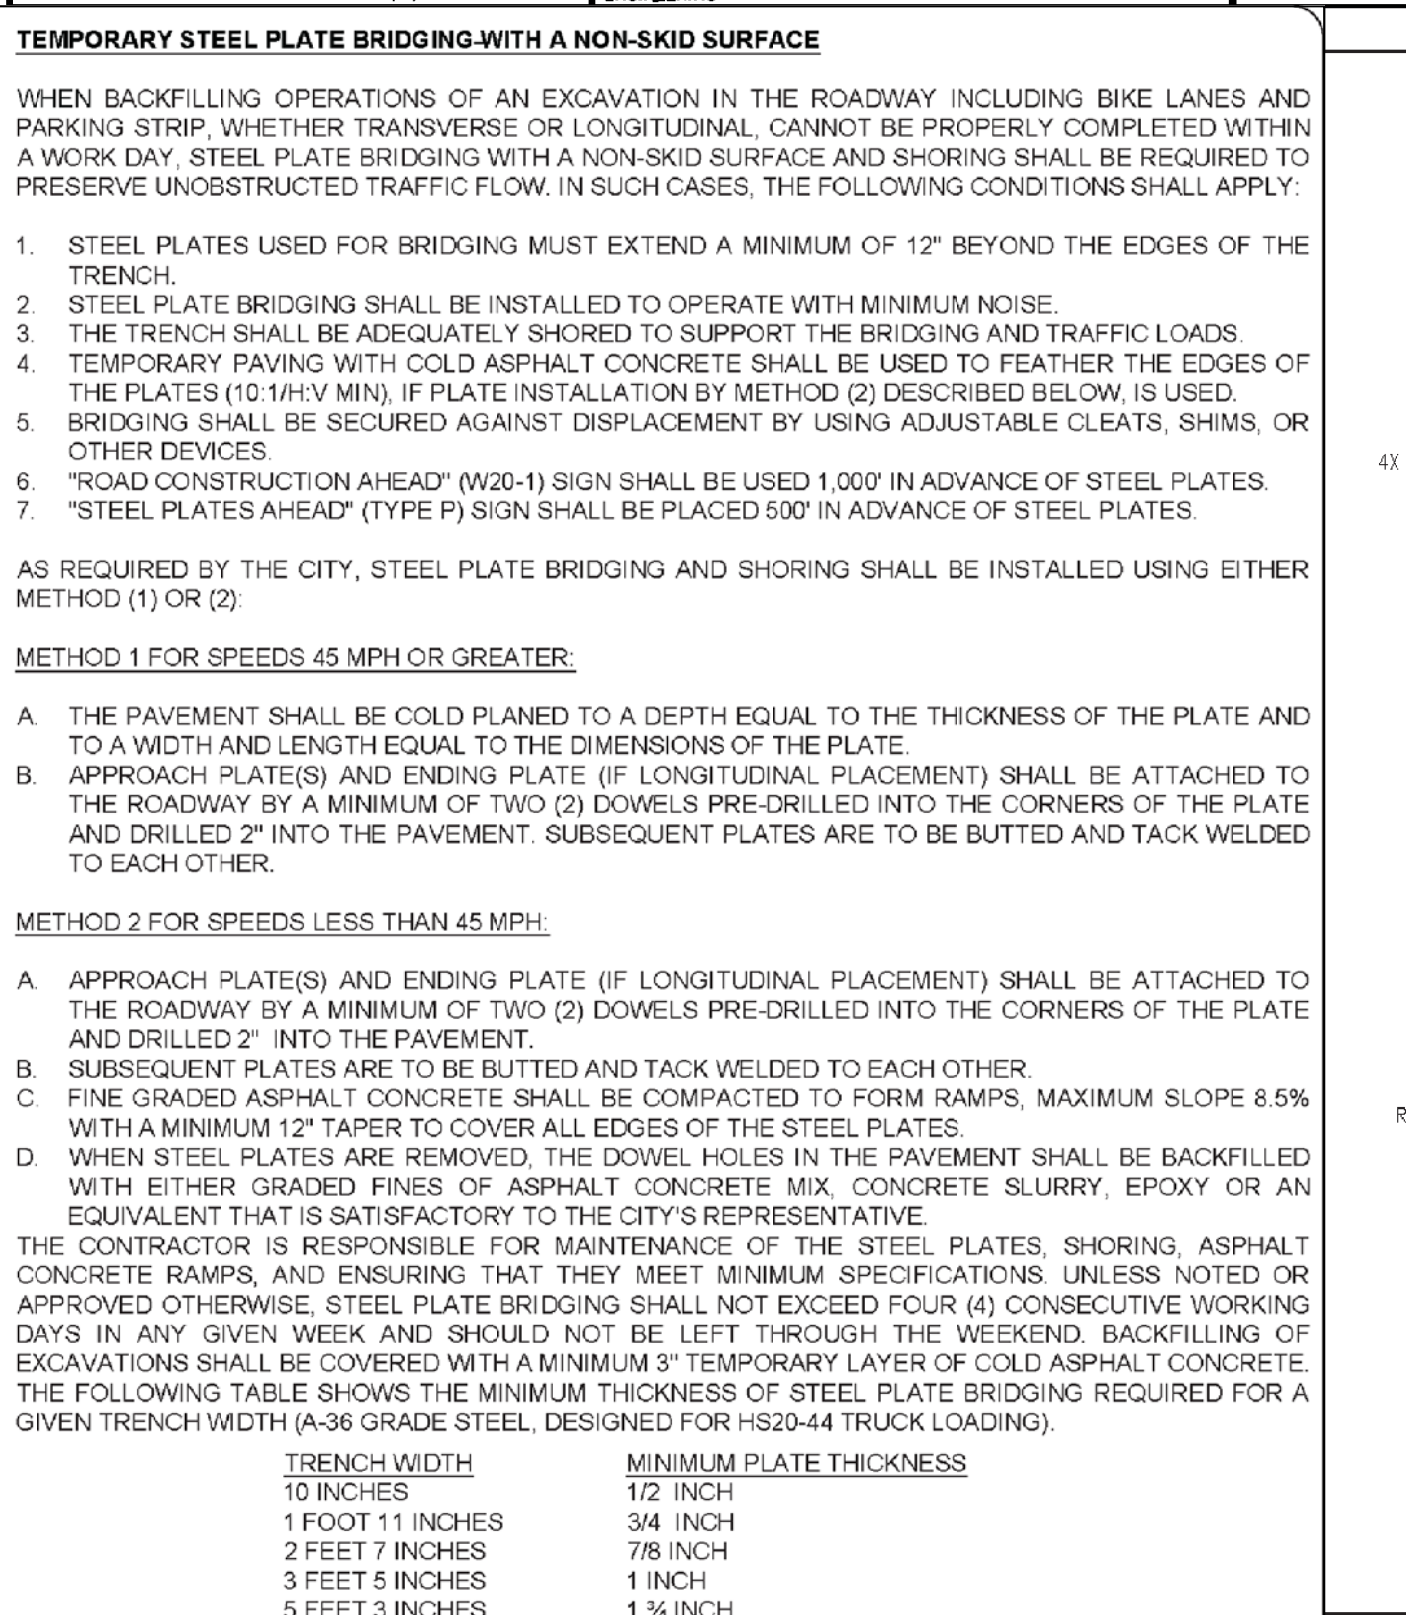 TEMPORARY STEEL PLATE BRIDGING WITH A NON-SKID SURFACE
WHEN BACKFILLING OPERATIONS OF AN EXCAVATION IN THE ROADWAY INCLUDING BIKE LANES AND
PARKING STRIP, WHETHER TRANSVERSE OR LONGITUDINAL, CANNOT BE PROPERLY COMPLETED WITHIN
A WORK DAY, STEEL PLATE BRIDGING WITH A NON-SKID SURFACE AND SHORING SHALL BE REQUIRED TO
PRESERVE UNOBSTRUCTED TRAFFIC FLOW. IN SUCH CASES, THE FOLLOWING CONDITIONS SHALL APPLY:
1. STEEL PLATES USED FOR BRIDGING MUST EXTEND A MINIMUM OF 12" BEYOND THE EDGES OF THE
TRENCH.
2. STEEL PLATE BRIDGING SHALL BE INSTALLED TO OPERATE WITH MINIMUM NOISE.
3. THE TRENCH SHALL BE ADEQUATELY SHORED TO SUPPORT THE BRIDGING AND TRAFFIC LOADS.
4. TEMPORARY PAVING WITH COLD ASPHALT CONCRETE SHALL BE USED TO FEATHER THE EDGES OF
THE PLATES (10:1/H:V MIN), IF PLATE INSTALLATION BY METHOD (2) DESCRIBED BELOW, IS USED.
5. BRIDGING SHALL BE SECURED AGAINST DISPLACEMENT BY USING ADJUSTABLE CLEATS, SHIMS, OR
OTHER DEVICES.
6. "ROAD CONSTRUCTION AHEAD" (W20-1) SIGN SHALL BE USED 1,000' IN ADVANCE OF STEEL PLATES.
7. "STEEL PLATES AHEAD" (TYPE P) SIGN SHALL BE PLACED 500' IN ADVANCE OF STEEL PLATES.
AS REQUIRED BY THE CITY, STEEL PLATE BRIDGING AND SHORING SHALL BE INSTALLED USING EITHER
METHOD (1) OR (2):
METHOD 1 FOR SPEEDS 45 MPH OR GREATER:
A. THE PAVEMENT SHALL BE COLD PLANED TO A DEPTH EQUAL TO THE THICKNESS OF THE PLATE AND
TO A WIDTH AND LENGTH EQUAL TO THE DIMENSIONS OF THE PLATE.
B. APPROACH PLATE(S) AND ENDING PLATE (IF LONGITUDINAL PLACEMENT) SHALL BE ATTACHED TO
THE ROADWAY BY A MINIMUM OF TWO (2) DOWELS PRE-DRILLED INTO THE CORNERS OF THE PLATE
AND DRILLED 2" INTO THE PAVEMENT. SUBSEQUENT PLATES ARE TO BE BUTTED AND TACK WELDED
TO EACH OTHER.
METHOD 2 FOR SPEEDS LESS THAN 45 MPH:
A. APPROACH PLATE(S) AND ENDING PLATE (IF LONGITUDINAL PLACEMENT) SHALL BE ATTACHED TO
THE ROADWAY BY A MINIMUM OF TWO (2) DOWELS PRE-DRILLED INTO THE CORNERS OF THE PLATE
AND DRILLED 2" INTO THE PAVEMENT.
B. SUBSEQUENT PLATES ARE TO BE BUTTED AND TACK WELDED TO EACH OTHER.
C. FINE GRADED ASPHALT CONCRETE SHALL BE COMPACTED TO FORM RAMPS, MAXIMUM SLOPE 8.5%
WITH A MINIMUM 12" TAPER TO COVER ALL EDGES OF THE STEEL PLATES.
D. WHEN STEEL PLATES ARE REMOVED, THE DOWEL HOLES IN THE PAVEMENT SHALL BE BACKFILLED
WITH EITHER GRADED FINES OF ASPHALT CONCRETE MIX, CONCRETE SLURRY, EPOXY OR AN
EQUIVALENT THAT IS SATISFACTORY TO THE CITY'S REPRESENTATIVE.
THE CONTRACTOR IS RESPONSIBLE FOR MAINTENANCE OF THE STEEL PLATES, SHORING, ASPHALT
CONCRETE RAMPS, AND ENSURING THAT THEY MEET MINIMUM SPECIFICATIONS. UNLESS NOTED OR
APPROVED OTHERWISE, STEEL PLATE BRIDGING SHALL NOT EXCEED FOUR (4) CONSECUTIVE WORKING
DAYS IN ANY GIVEN WEEK AND SHOULD NOT BE LEFT THROUGH THE WEEKEND. BACKFILLING OF
EXCAVATIONS SHALL BE COVERED WITH A MINIMUM 3" TEMPORARY LAYER OF COLD ASPHALT CONCRETE.
THE FOLLOWING TABLE SHOWS THE MINIMUM THICKNESS OF STEEL PLATE BRIDGING REQUIRED FOR A
GIVEN TRENCH WIDTH (A-36 GRADE STEEL, DESIGNED FOR HS20-44 TRUCK LOADING).
TRENCH WIDTH MINIMUM PLATE THICKNESS
10 INCHES 1/2 INCH
1 FOOT 11 INCHES 3/4 INCH
2 FEET 7 INCHES 7/8 INCH
3 FEET 5 INCHES 1 INCH
5 FEET 3 INCHES 1 ¾ INCH
4X
R